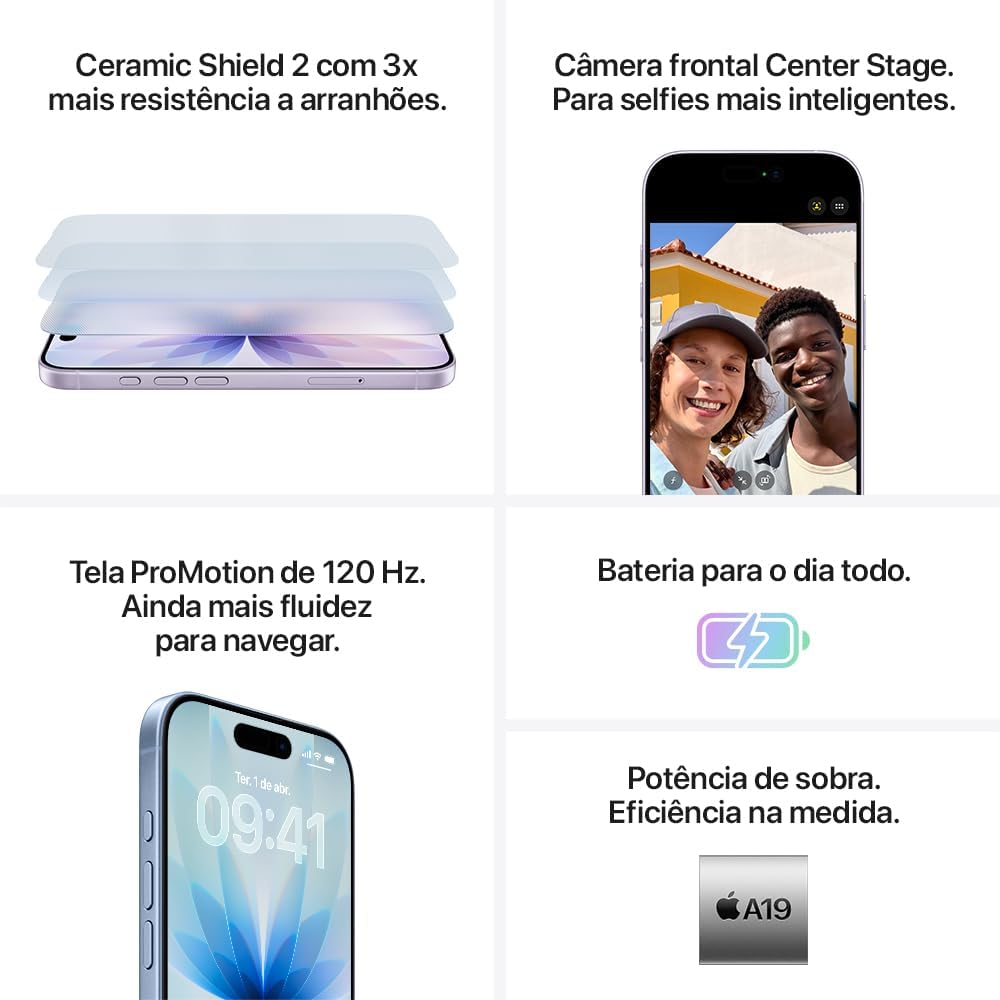 Ceramic Shield 2 com 3x
mais resistência a arranhões.
Câmera frontal Center Stage.
Para selfies mais inteligentes.
Tela ProMotion de 120 Hz.
Ainda mais fluidez
para navegar.
Ter. 1 de abr.
09:41
Bateria para o dia todo.
Potência de sobra.
Eficiência na medida.
A19